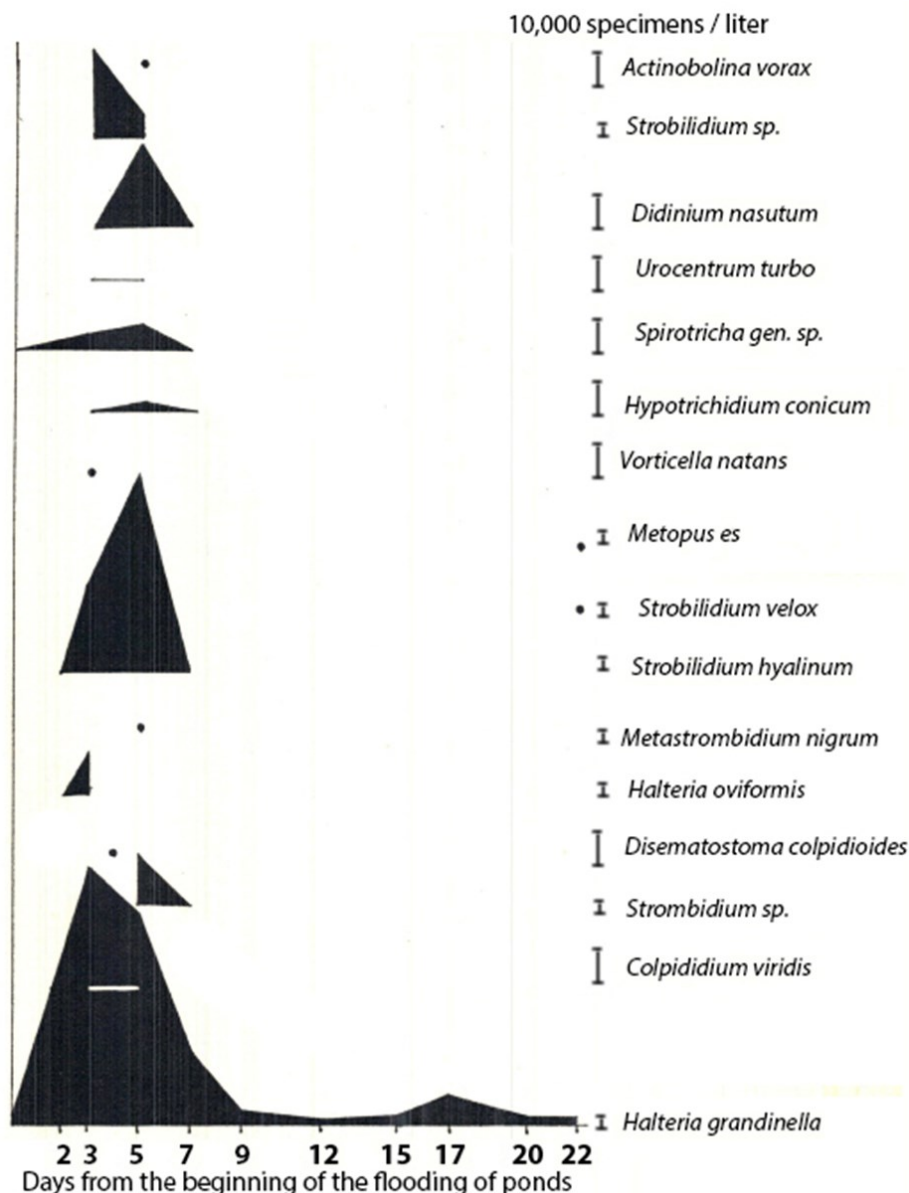 10,000 specimens / liter
Actinobolina vorax
Strobilidium sp.
Didinium nasutum
Urocentrum turbo
Spirotricha gen. sp.
Hypotrichidium conicum
Vorticella natans
Metopus es
Strobilidium velox
Strobilidium hyalinum
Metastrombidium nigrum
Halteria oviformis
Disematostoma colpidioides
Strombidium sp.
Colpididium viridis
Halteria grandinella
2 3 5 7 9 12 15 17 20 22
Days from the beginning of the flooding of ponds